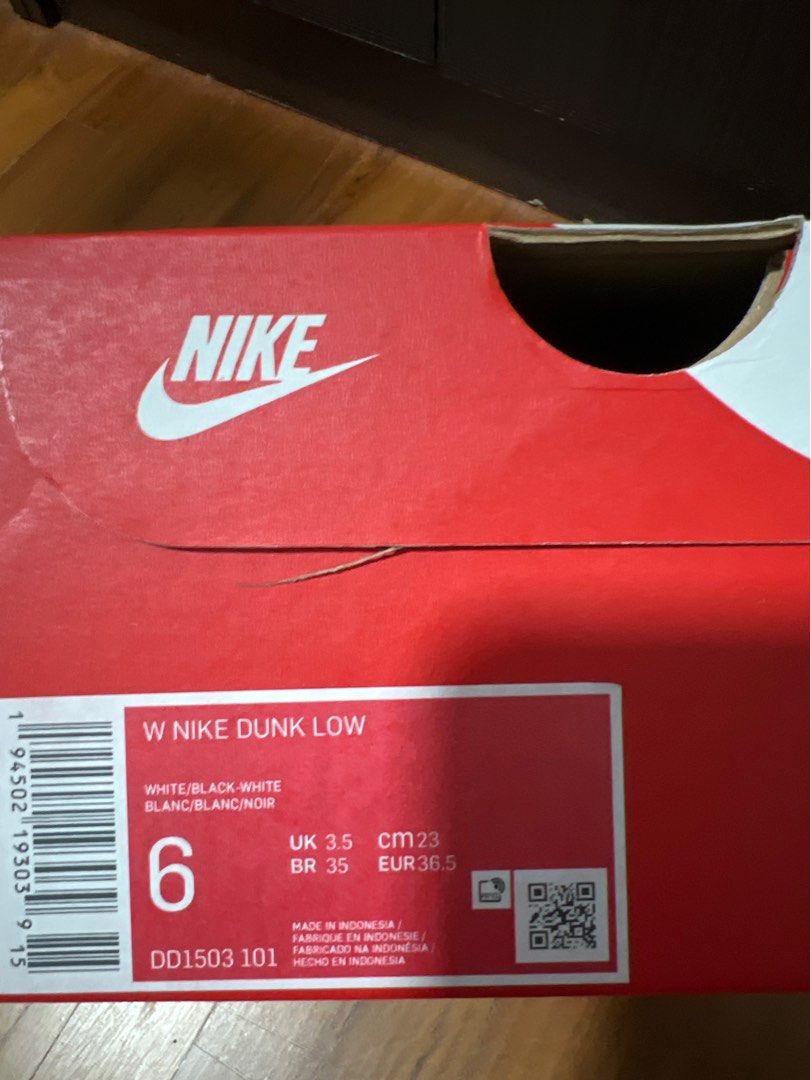 NIKE
W NIKE DUNK LOW
WHITE/BLACK-WHITE
BLANC/BLANC/NOIR
6
UK 3.5 cm 23
BR 35 EUR 36.5
MADE IN INDONESIA /
FABRIQUE EN INDONESIE /
FABRICADO NA INDONÉSIA /
HECHO EN INDONESIA
DD1503 101
1 94502 19303 9 15